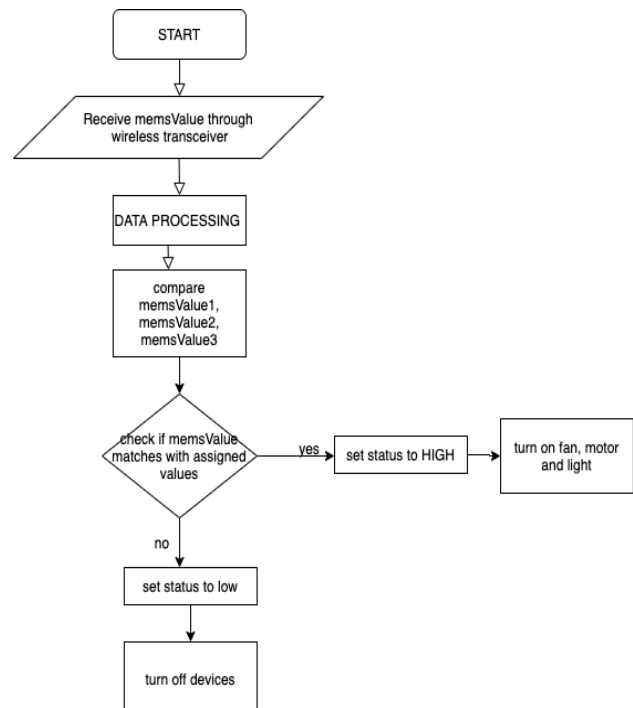 START
Receive memsValue through
wireless transceiver
DATA PROCESSING
compare
memsValue1,
memsValue2,
memsValue3
check if memsValue
matches with assigned
values
yes
set status to HIGH
turn on fan, motor
and light
no
set status to low
turn off devices